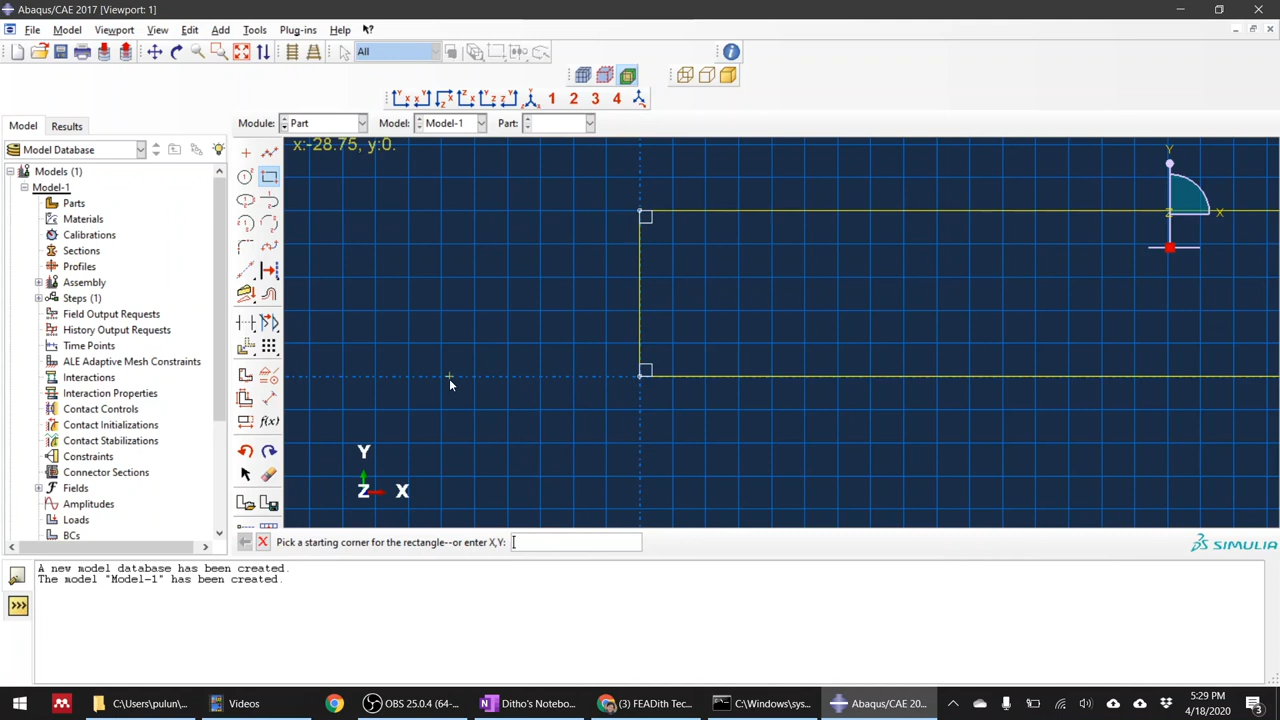 Abaqus/CAE 2017 [Viewport: 1]
File Model Viewport View Edit Add Tools Plug-ins Help
All
1 2 3 4
Model Results
Module: Part Model: Model-1 Part:
Model Database
x:-28.75, y:0.
Models (1)
Model-1
Parts
Materials
Calibrations
Sections
Profiles
Assembly
Steps (1)
Field Output Requests
History Output Requests
Time Points
ALE Adaptive Mesh Constraints
Interactions
Interaction Properties
Contact Controls
Contact Initializations
Contact Stabilizations
Constraints
Connector Sections
Fields
Amplitudes
Loads
BCs
f(x)
Y
Z X
Y
Z X
Pick a starting corner for the rectangle--or enter X,Y:
SIMULIA
A new model database has been created.
The model "Model-1" has been created.
>>>
C:\Users\pulun\... Videos OBS 25.0.4 (64-... Ditho's Notebo... (3) FEADith Tec... C:\Windows\sys... Abaqus/CAE 20...
5:29 PM
4/18/2020
3